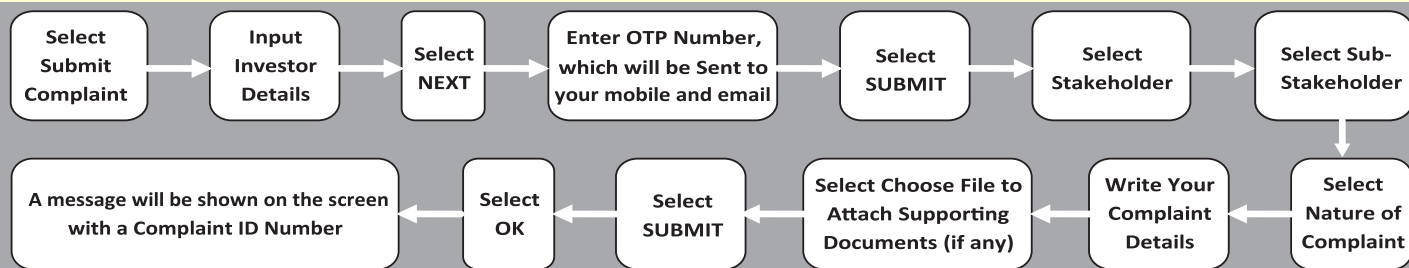 Select
Submit
Complaint
Input
Investor
Details
Select
NEXT
Enter OTP Number,
which will be Sent to
your mobile and email
Select
SUBMIT
Select
Stakeholder
Select Sub-
Stakeholder
Select
Nature of
Complaint
Write Your
Complaint
Details
Select Choose File to
Attach Supporting
Documents (if any)
Select
SUBMIT
Select
OK
A message will be shown on the screen
with a Complaint ID Number